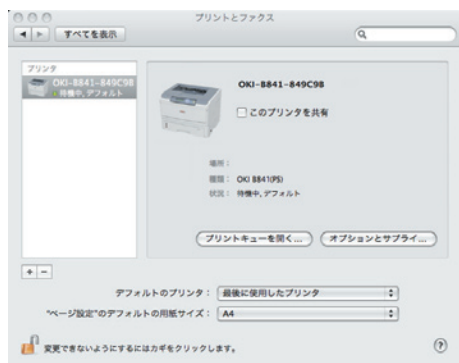 プリントとファクス
すべてを表示
プリンタ
OKI-B841-849C98
待機中, デフォルト
OKI-B841-849C98
このプリンタを共有
場所：
種類： OKI B841(PS)
状況： 待機中, デフォルト
プリントキューを開く...
オプションとサプライ...
+ −
デフォルトのプリンタ： 最後に使用したプリンタ
"ページ設定"のデフォルトの用紙サイズ： A4
変更できないようにするにはカギをクリックします。
?